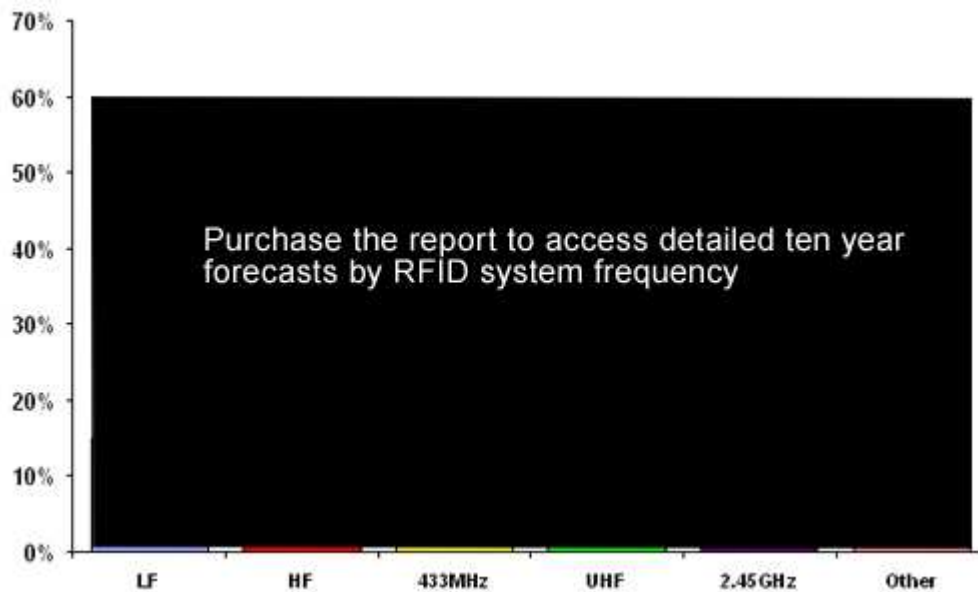 70%
60%
50%
40%
30%
20%
10%
0%
Purchase the report to access detailed ten year
forecasts by RFID system frequency
LF HF 433MHz UHF 2.45GHz Other